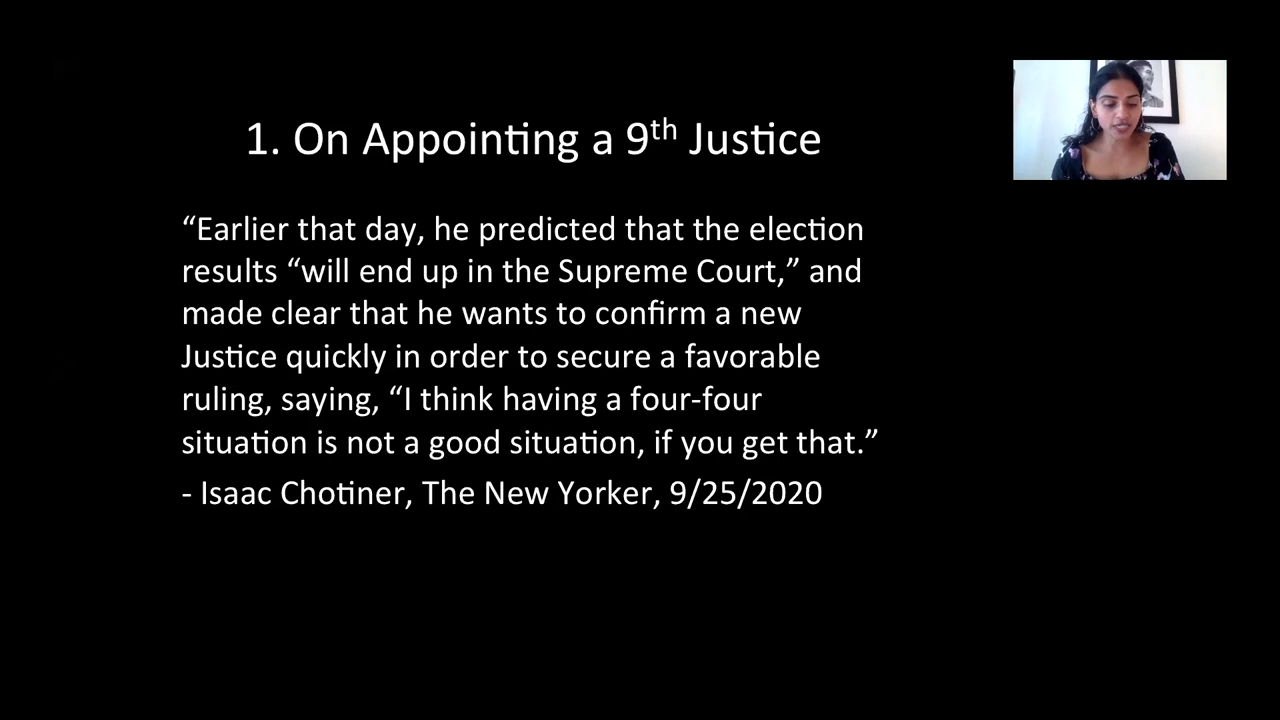 1. On Appointing a 9th Justice
“Earlier that day, he predicted that the election
results “will end up in the Supreme Court,” and
made clear that he wants to confirm a new
Justice quickly in order to secure a favorable
ruling, saying, “I think having a four-four
situation is not a good situation, if you get that.”
- Isaac Chotiner, The New Yorker, 9/25/2020